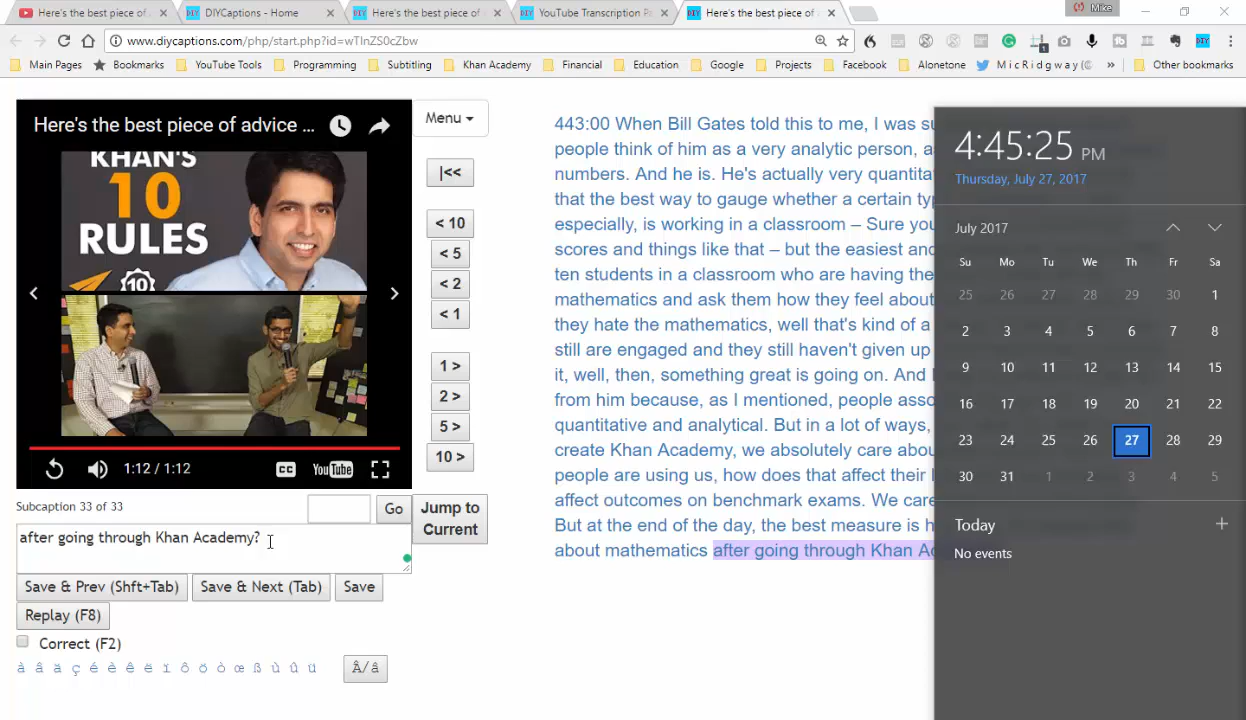 Here's the best piece of
DIYCaptions - Home
Here's the best piece of
YouTube Transcription P
Here's the best piece of
Mike
www.diycaptions.com/php/start.php?id=wTlnZS0cZbw
Main Pages
Bookmarks
YouTube Tools
Programming
Subtitling
Khan Academy
Financial
Education
Google
Projects
Facebook
Alonetone
M i c R i d g w a y (
»
Other bookmarks
Here's the best piece of advice ...
KHAN'S
10
RULES
10
1:12 / 1:12
CC
YouTube
Menu
|<<
< 10
< 5
< 2
< 1
1 >
2 >
5 >
10 >
Subcaption 33 of 33
Go
Jump to
Current
after going through Khan Academy?
Save & Prev (Shft+Tab)
Save & Next (Tab)
Save
Replay (F8)
Correct (F2)
à â ä ç é è ê ë ï ô ö ò œ ß ù û ü
Â/â
443:00 When Bill Gates told this to me, I was su
people think of him as a very analytic person, a
numbers. And he is. He's actually very quantita
that the best way to gauge whether a certain ty
especially, is working in a classroom – Sure you
scores and things like that – but the easiest and
ten students in a classroom who are having the
mathematics and ask them how they feel about
they hate the mathematics, well that's kind of a
still are engaged and they still haven't given up
it, well, then, something great is going on. And I
from him because, as I mentioned, people asso
quantitative and analytical. But in a lot of ways,
create Khan Academy, we absolutely care abou
people are using us, how does that affect their l
affect outcomes on benchmark exams. We care
But at the end of the day, the best measure is h
about mathematics after going through Khan Ac
4:45:25 PM
Thursday, July 27, 2017
July 2017
Su Mo Tu We Th Fr Sa
25 26 27 28 29 30 1
2 3 4 5 6 7 8
9 10 11 12 13 14 15
16 17 18 19 20 21 22
23 24 25 26 27 28 29
30 31 1 2 3 4 5
Today
No events